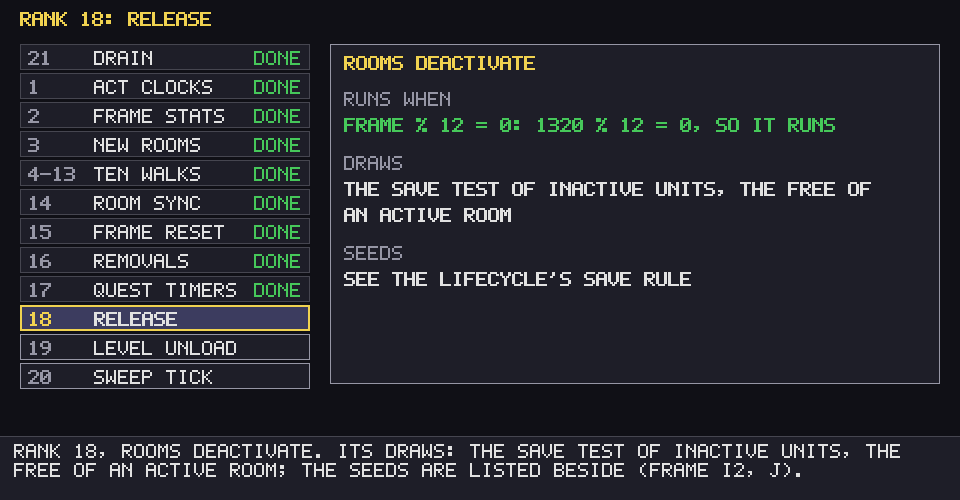 RANK 18: RELEASE
21 DRAIN DONE
1 ACT CLOCKS DONE
2 FRAME STATS DONE
3 NEW ROOMS DONE
4-13 TEN WALKS DONE
14 ROOM SYNC DONE
15 FRAME RESET DONE
16 REMOVALS DONE
17 QUEST TIMERS DONE
18 RELEASE
19 LEVEL UNLOAD
20 SWEEP TICK
ROOMS DEACTIVATE
RUNS WHEN
FRAME % 12 = 0: 1320 % 12 = 0, SO IT RUNS
DRAWS
THE SAVE TEST OF INACTIVE UNITS, THE FREE OF
AN ACTIVE ROOM
SEEDS
SEE THE LIFECYCLE'S SAVE RULE
RANK 18, ROOMS DEACTIVATE. ITS DRAWS: THE SAVE TEST OF INACTIVE UNITS, THE
FREE OF AN ACTIVE ROOM; THE SEEDS ARE LISTED BESIDE (FRAME I2, J).